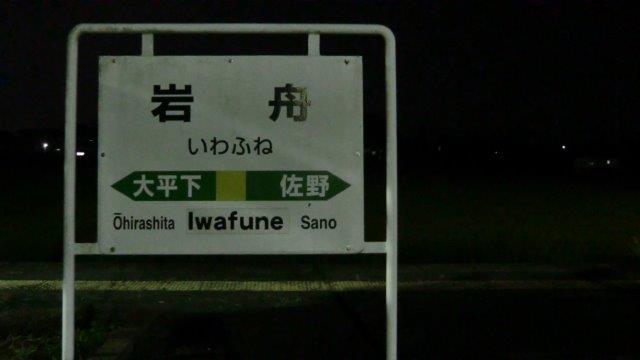 岩舟
いわふね
大平下 佐野
Ōhirashita Iwafune Sano